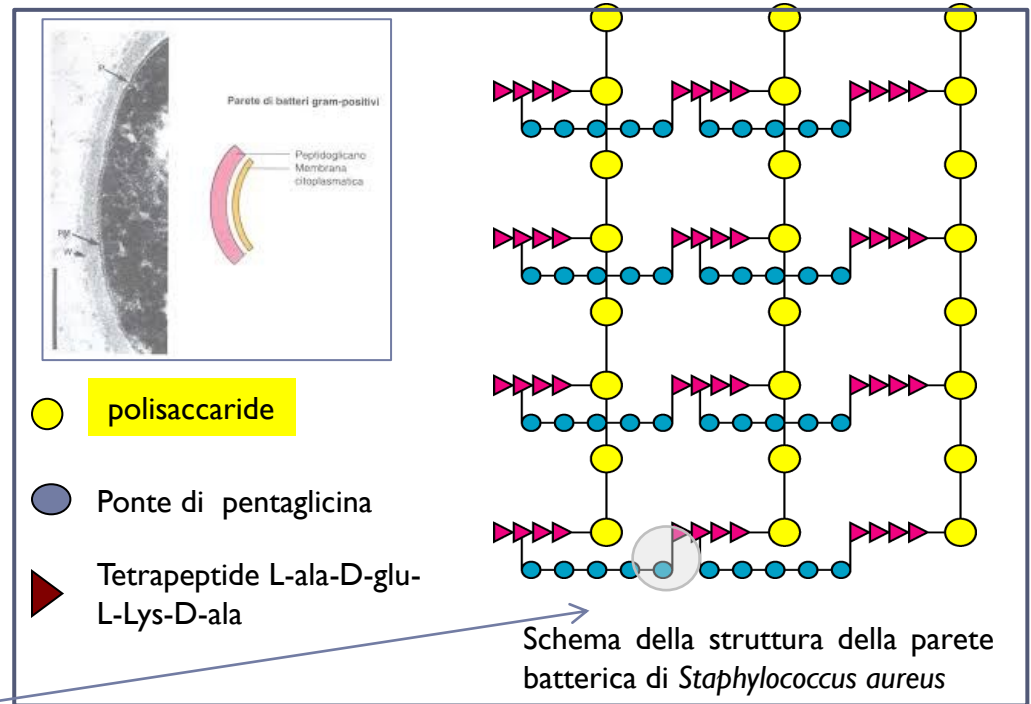 P
Parete di batteri gram-positivi
Peptidoglicano
Membrana
citoplasmatica
PM
W
polisaccaride
Ponte di pentaglicina
Tetrapeptide L-ala-D-glu-
L-Lys-D-ala
Schema della struttura della parete
batterica di Staphylococcus aureus